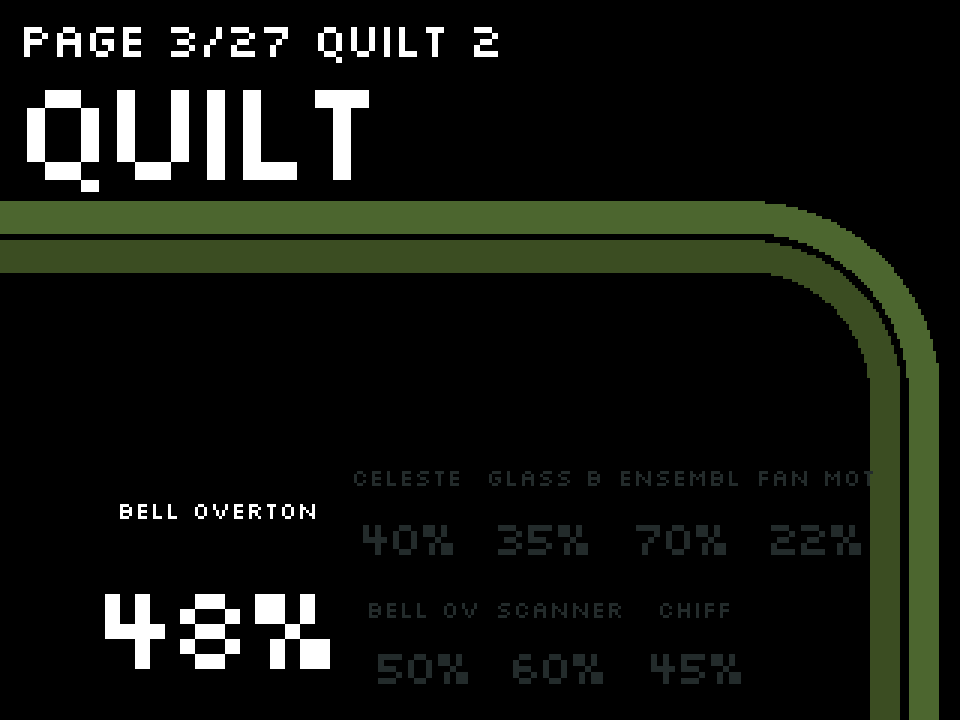 PAGE 3/27 QUILT 2
QUILT
CELESTE GLASS B ENSEMBL FAN MOT
BELL OVERTON
40% 35% 70% 22%
48%
BELL OV SCANNER CHIFF
50% 60% 45%